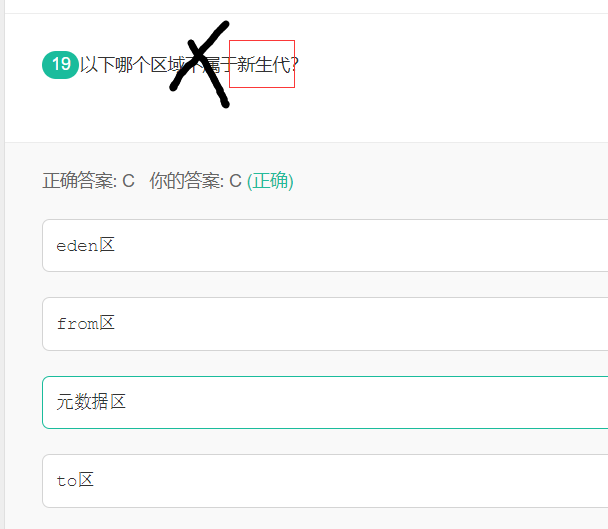 19 以下哪个区域不属于新生代?
正确答案: C 你的答案: C (正确)
eden区
from区
元数据区
to区